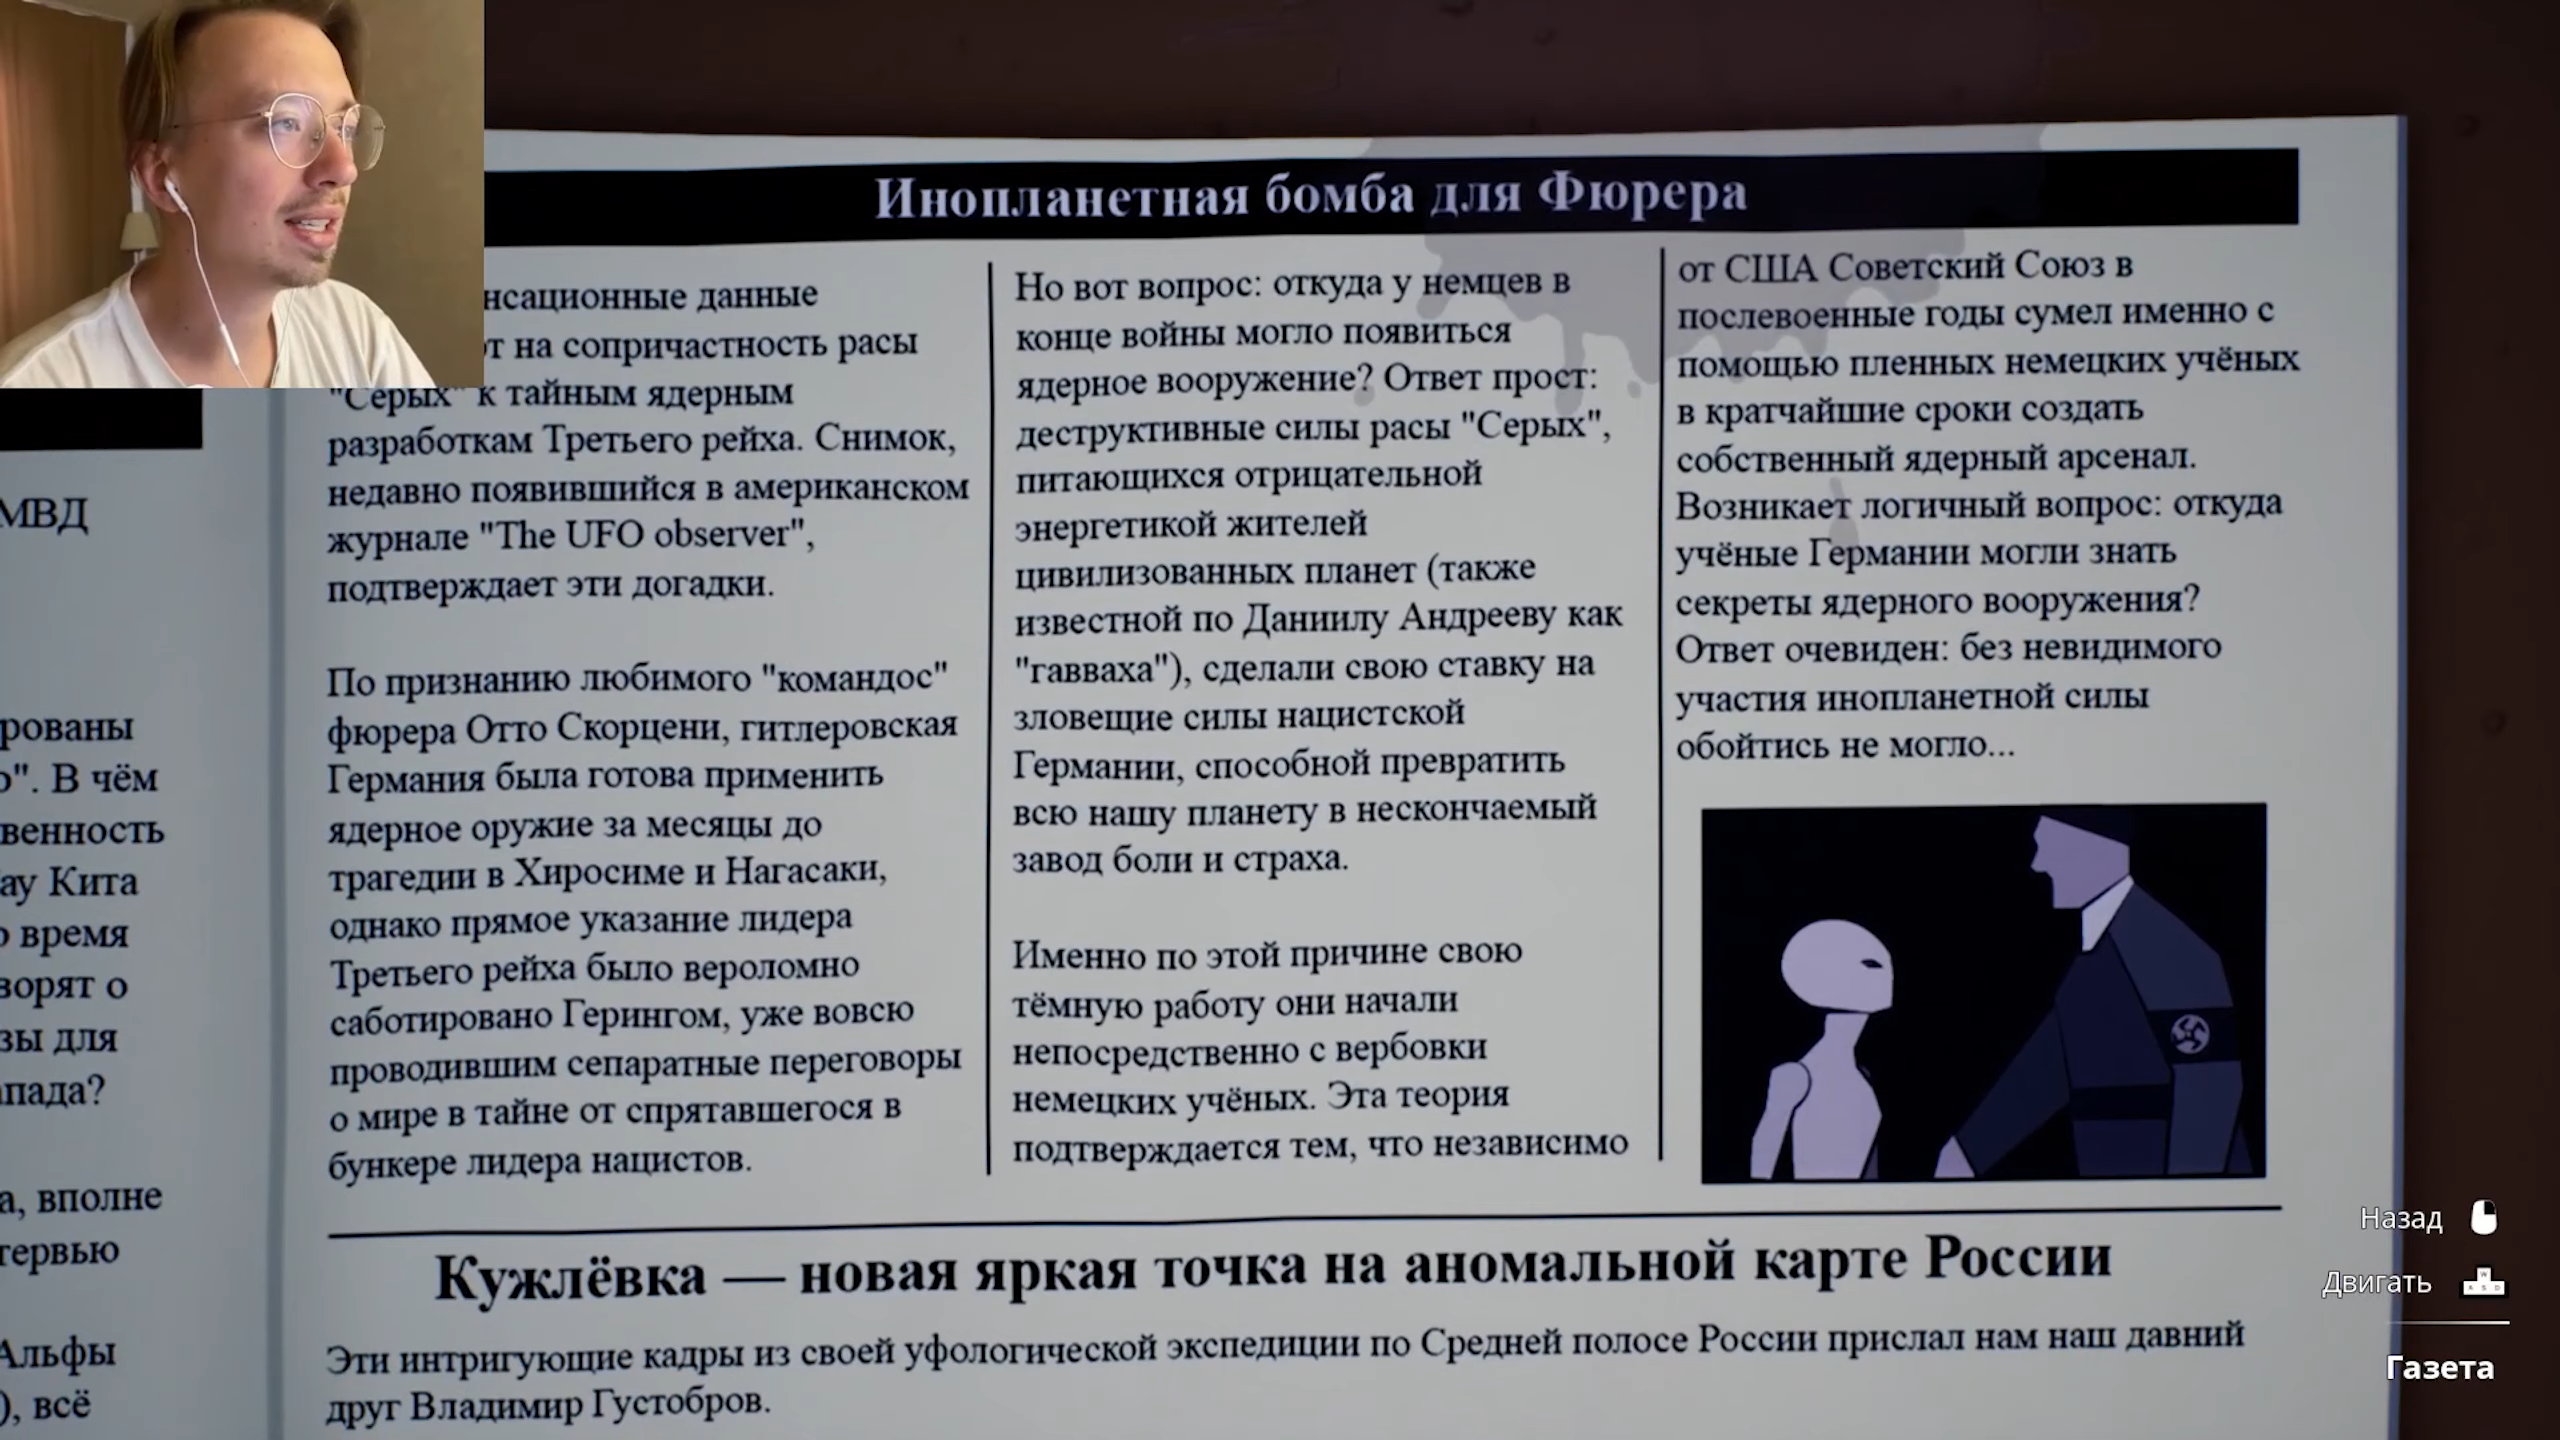 Инопланетная бомба для Фюрера
данные
на сопричастность расы
"Серых" к тайным ядерным
разработкам Третьего рейха. Снимок,
недавно появившийся в американском
журнале "The UFO observer",
подтверждает эти догадки.
По признанию любимого "командос"
фюрера Отто Скорцени, гитлеровская
Германия была готова применить
ядерное оружие за месяцы до
трагедии в Хиросиме и Нагасаки,
однако прямое указание лидера
Третьего рейха было вероломно
саботировано Герингом, уже вовсю
проводившим сепаратные переговоры
о мире в тайне от спрятавшегося в
бункере лидера нацистов.
Но вот вопрос: откуда у немцев в
конце войны могло появиться
ядерное вооружение? Ответ прост:
деструктивные силы расы "Серых",
питающихся отрицательной
энергетикой жителей
цивилизованных планет (также
известной по Даниилу Андрееву как
"гавваха"), сделали свою ставку на
зловещие силы нацистской
Германии, способной превратить
всю нашу планету в нескончаемый
завод боли и страха.
Именно по этой причине свою
тёмную работу они начали
непосредственно с вербовки
немецких учёных. Эта теория
подтверждается тем, что независимо
от США Советский Союз в
послевоенные годы сумел именно с
помощью пленных немецких учёных
в кратчайшие сроки создать
собственный ядерный арсенал.
Возникает логичный вопрос: откуда
учёные Германии могли знать
секреты ядерного вооружения?
Ответ очевиден: без невидимого
участия инопланетной силы
обойтись не могло...
Кужлёвка — новая яркая точка на аномальной карте России
Эти интригующие кадры из своей уфологической экспедиции по Средней полосе России прислал нам наш давний
друг Владимир Густобров.
МВД
В чём
Кита
время
о
для
вполне
Альфы
всё
Назад
Двигать
Газета